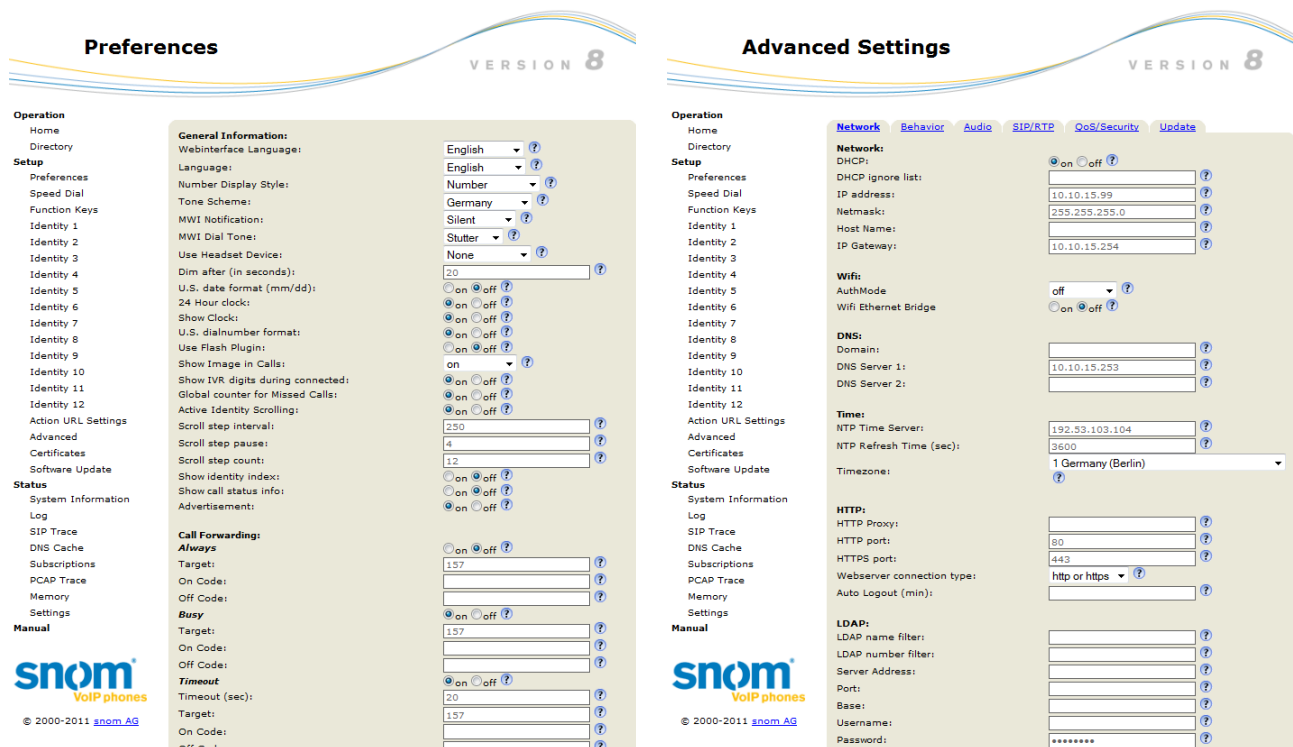 Preferences
VERSION 8
Operation
Home
Directory
Setup
Preferences
Speed Dial
Function Keys
Identity 1
Identity 2
Identity 3
Identity 4
Identity 5
Identity 6
Identity 7
Identity 8
Identity 9
Identity 10
Identity 11
Identity 12
Action URL Settings
Advanced
Certificates
Software Update
Status
System Information
Log
SIP Trace
DNS Cache
Subscriptions
PCAP Trace
Memory
Settings
Manual
snom
VoIP phones
© 2000-2011 snom AG
General Information:
Webinterface Language: English ?
Language: English ?
Number Display Style: Number ?
Tone Scheme: Germany ?
MWI Notification: Silent ?
MWI Dial Tone: Stutter ?
Use Headset Device: None ?
Dim after (in seconds): 20 ?
U.S. date format (mm/dd): on off ?
24 Hour clock: on off ?
Show Clock: on off ?
U.S. dialnumber format: on off ?
Use Flash Plugin: on off ?
Show Image in Calls: on ?
Show IVR digits during connected: on off ?
Global counter for Missed Calls: on off ?
Active Identity Scrolling: on off ?
Scroll step interval: 250 ?
Scroll step pause: 4 ?
Scroll step count: 12 ?
Show identity index: on off ?
Show call status info: on off ?
Advertisement: on off ?
Call Forwarding:
Always on off ?
Target: 157 ?
On Code: ?
Off Code: ?
Busy on off ?
Target: 157 ?
On Code: ?
Off Code: ?
Timeout on off ?
Timeout (sec): 20 ?
Target: 157 ?
On Code: ?
Off Code: ?
Advanced Settings
VERSION 8
Operation
Home
Directory
Setup
Preferences
Speed Dial
Function Keys
Identity 1
Identity 2
Identity 3
Identity 4
Identity 5
Identity 6
Identity 7
Identity 8
Identity 9
Identity 10
Identity 11
Identity 12
Action URL Settings
Advanced
Certificates
Software Update
Status
System Information
Log
SIP Trace
DNS Cache
Subscriptions
PCAP Trace
Memory
Settings
Manual
snom
VoIP phones
© 2000-2011 snom AG
Network Behavior Audio SIP/RTP QoS/Security Update
Network:
DHCP: on off ?
DHCP ignore list: ?
IP address: 10.10.15.99 ?
Netmask: 255.255.255.0 ?
Host Name: ?
IP Gateway: 10.10.15.254 ?
Wifi:
AuthMode off ?
Wifi Ethernet Bridge on off ?
DNS:
Domain: ?
DNS Server 1: 10.10.15.253 ?
DNS Server 2: ?
Time:
NTP Time Server: 192.53.103.104 ?
NTP Refresh Time (sec): 3600 ?
Timezone: 1 Germany (Berlin)
?
HTTP:
HTTP Proxy: ?
HTTP port: 80 ?
HTTPS port: 443 ?
Webserver connection type: http or https ?
Auto Logout (min): ?
LDAP:
LDAP name filter: ?
LDAP number filter: ?
Server Address: ?
Port: ?
Base: ?
Username: ?
Password: •••••••• ?